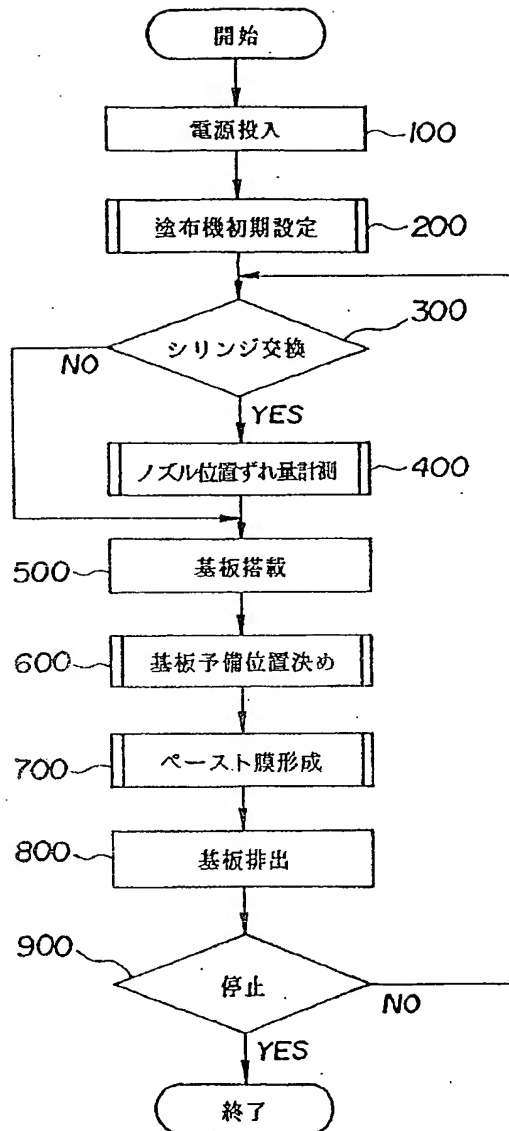 開始
電源投入
100
塗布機初期設定
200
シリンジ交換
300
NO
YES
ノズル位置ずれ量計測
400
500
基板搭載
600
基板予備位置決め
700
ペースト膜形成
800
基板排出
900
停止
NO
YES
終了